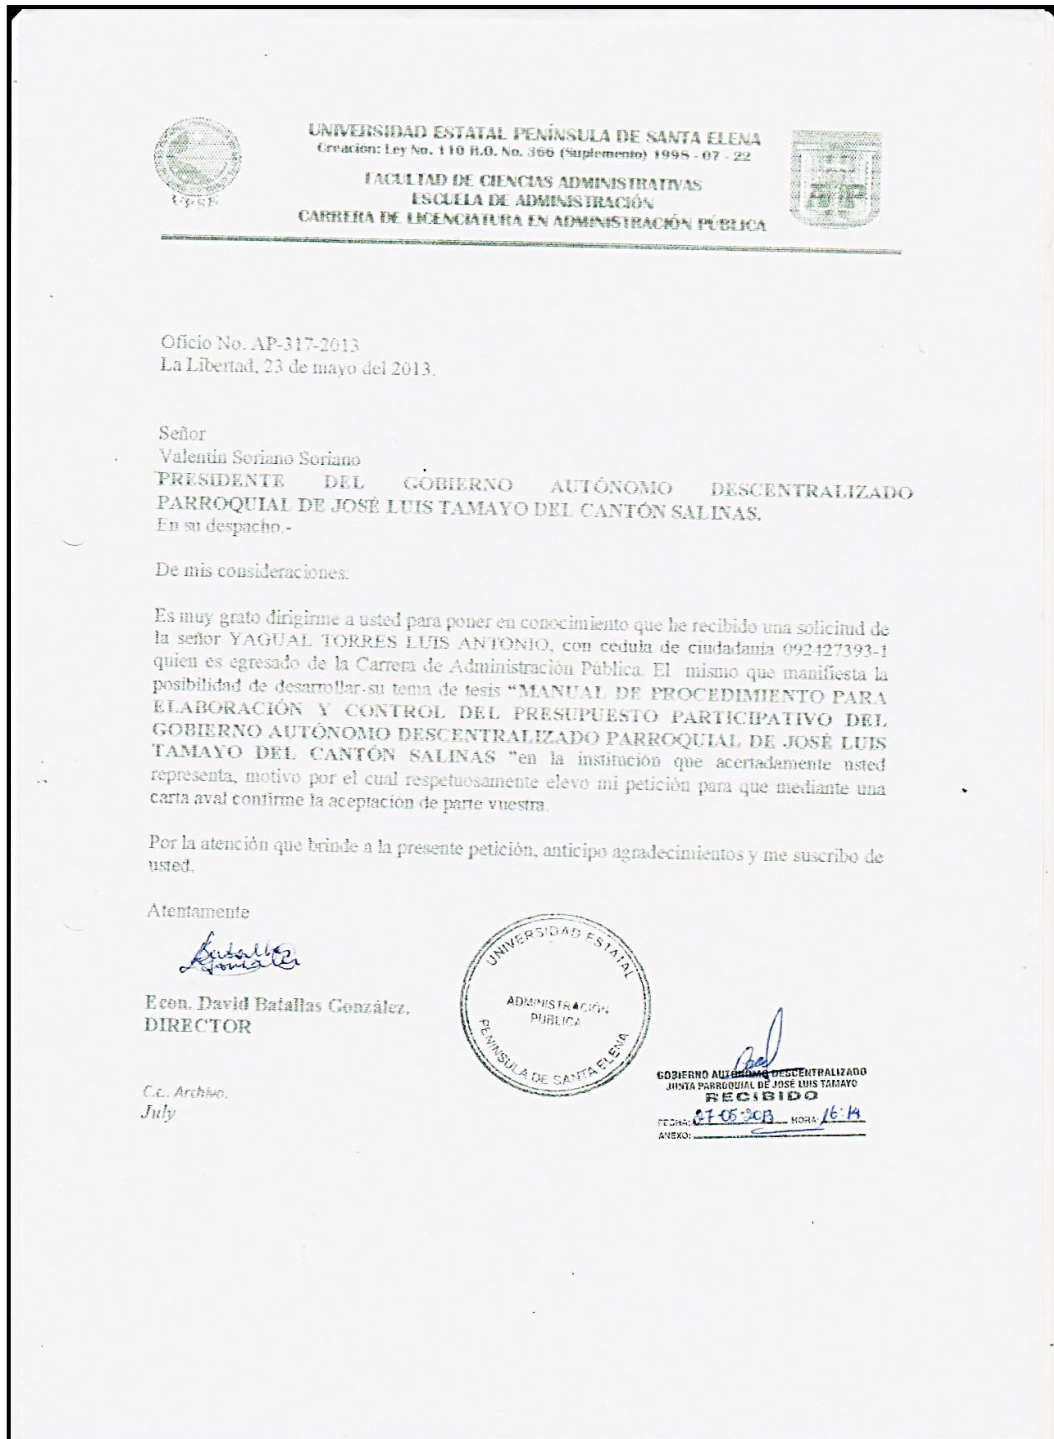 UNIVERSIDAD ESTATAL PENÍNSULA DE SANTA ELENA
Creación: Ley No. 110 R.O. No. 366 (Suplemento) 1998 - 07 - 22
FACULTAD DE CIENCIAS ADMINISTRATIVAS
ESCUELA DE ADMINISTRACIÓN
CARRERA DE LICENCIATURA EN ADMINISTRACIÓN PÚBLICA
UPSE
AP
Oficio No. AP-317-2013
La Libertad, 23 de mayo del 2013.
Señor
Valentín Soriano Soriano
PRESIDENTE DEL GOBIERNO AUTÓNOMO DESCENTRALIZADO
PARROQUIAL DE JOSÉ LUIS TAMAYO DEL CANTÓN SALINAS.
En su despacho.-
De mis consideraciones:
Es muy grato dirigirme a usted para poner en conocimiento que he recibido una solicitud de
la señor YAGUAL TORRES LUIS ANTONIO, con cedula de ciudadanía 092427393-1
quien es egresado de la Carrera de Administración Pública. El mismo que manifiesta la
posibilidad de desarrollar su tema de tesis “MANUAL DE PROCEDIMIENTO PARA
ELABORACIÓN Y CONTROL DEL PRESUPUESTO PARTICIPATIVO DEL
GOBIERNO AUTÓNOMO DESCENTRALIZADO PARROQUIAL DE JOSÉ LUIS
TAMAYO DEL CANTÓN SALINAS "en la institución que acertadamente usted
representa, motivo por el cual respetuosamente elevo mi petición para que mediante una
carta aval confirme la aceptación de parte vuestra.
Por la atención que brinde a la presente petición, anticipo agradecimientos y me suscribo de
usted.
Atentamente
Batallas
González
Econ. David Batallas González.
DIRECTOR
UNIVERSIDAD ESTATAL
ADMINISTRACIÓN
PÚBLICA
PENINSULA DE SANTA ELENA
GOBIERNO AUTÓNOMO DESCENTRALIZADO
JUNTA PARROQUIAL DE JOSÉ LUIS TAMAYO
RECIBIDO
FECHA: 27-05-2013 HORA: 16:14
ANEXO:
C.c. Archivo.
July